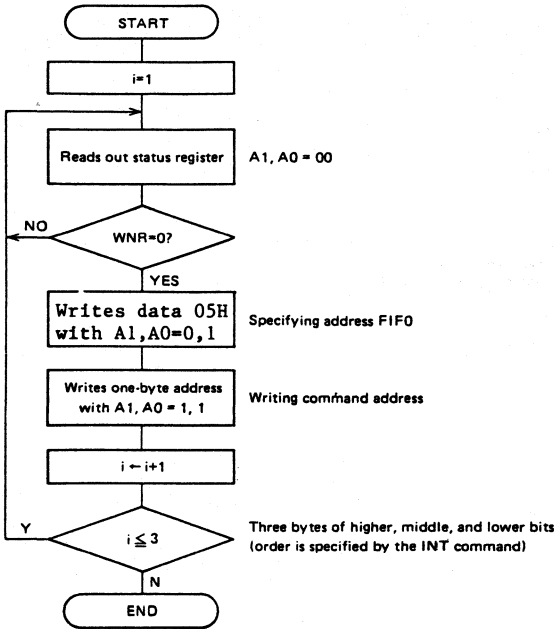 START
i=1
Reads out status register
A1, A0 = 00
NO
WNR=0?
YES
Writes data 05H
with A1,A0=0,1
Specifying address FIFO
Writes one-byte address
with A1, A0 = 1, 1
Writing command address
i ← i+1
Y
i ≦ 3
Three bytes of higher, middle, and lower bits
(order is specified by the INT command)
N
END